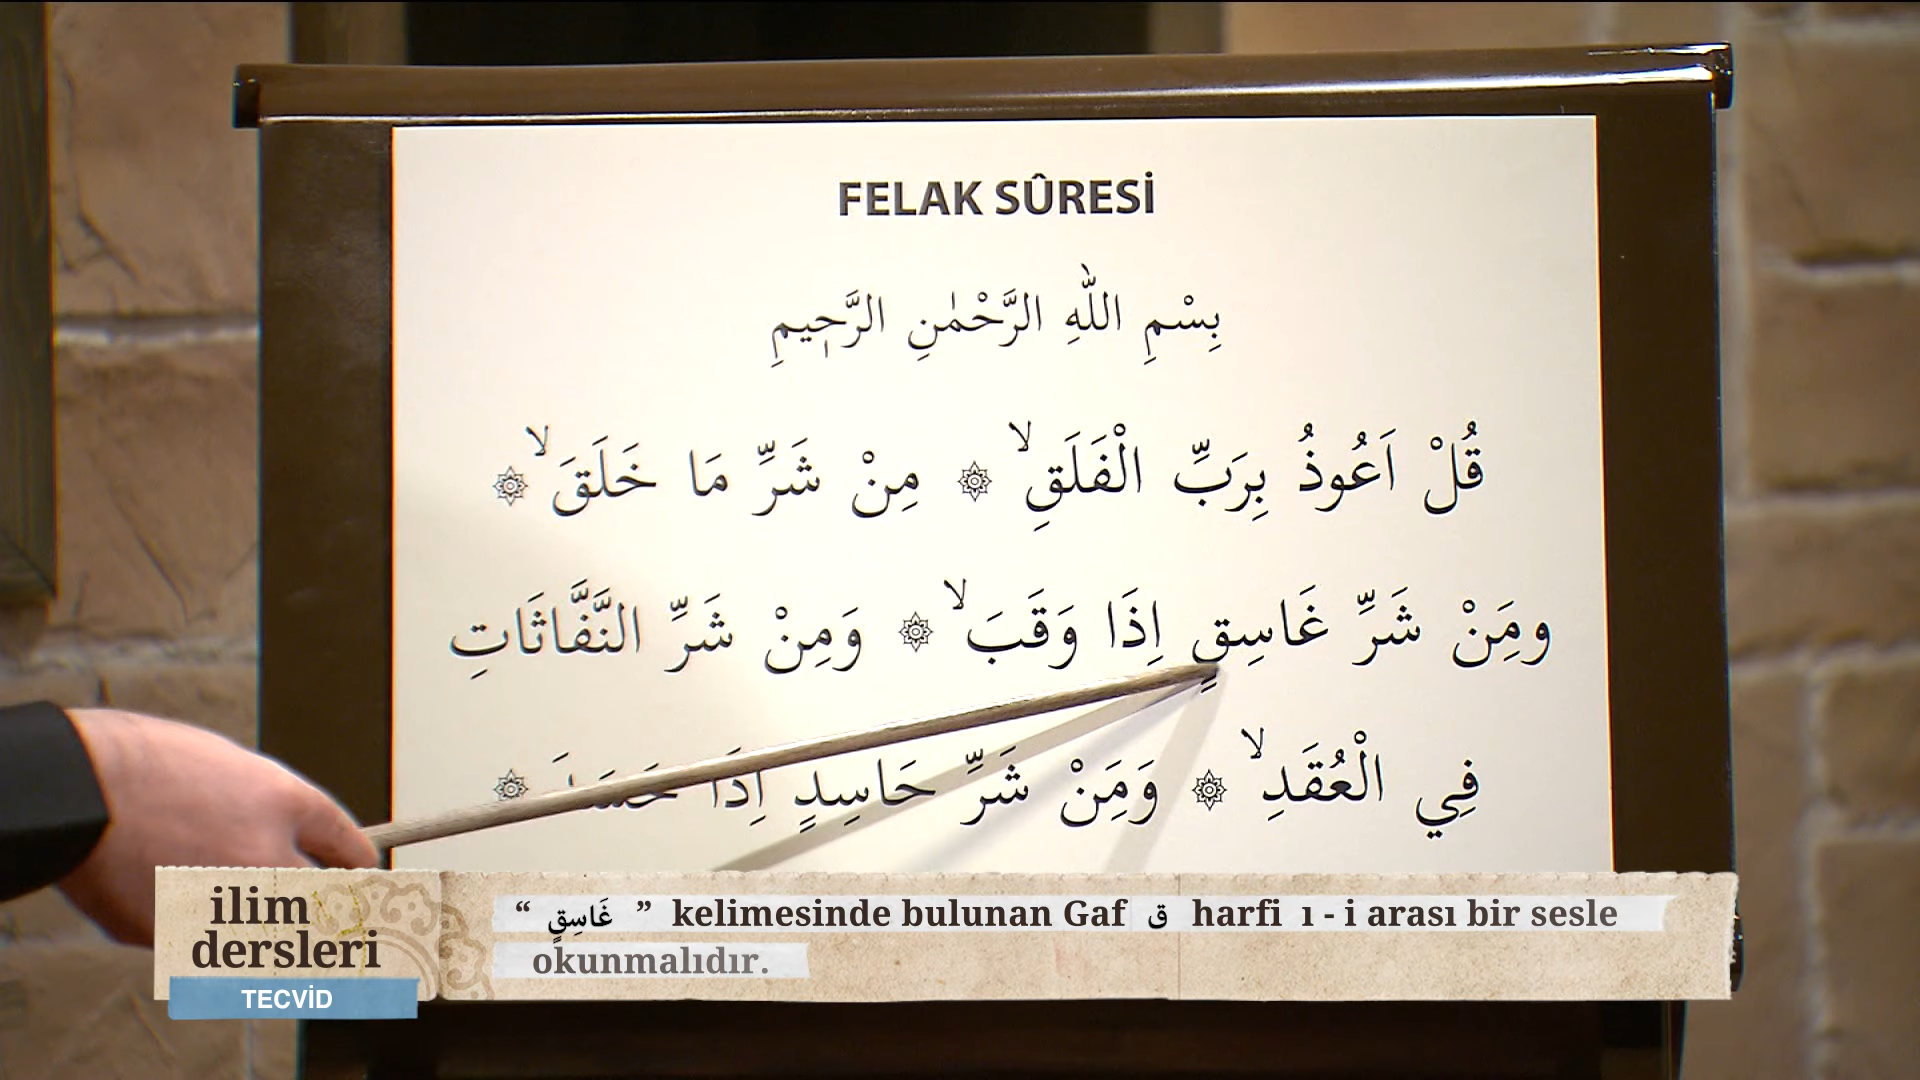 FELAK SÛRESİ
بِسْمِ اللّٰهِ الرَّحْمٰنِ الرَّح۪يمِ
قُلْ اَعُوذُ بِرَبِّ الْفَلَقِۙ ۞ مِنْ شَرِّ مَا خَلَقَۙ ۞
ومَِنْ شَرِّ غَاسِقٍ اِذَا وَقَبَۙ ۞ وَمِنْ شَرِّ النَّفَّاثَاتِ
فِي الْعُقَدِۙ ۞ وَمَِنْ شَرِّ حَاسِدٍ اِذَا ۞
ilim
dersleri
TECVİD
“ غَاسِقٍ ” kelimesinde bulunan Gaf ق harfi ı - i arası bir sesle
okunmalıdır.